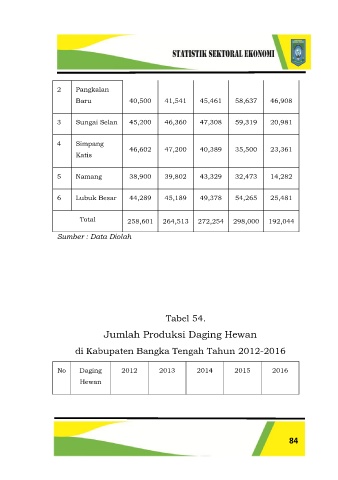 STATISTIK SEKTORAL EKONOMI
2 Pangkalan
Baru 40,500 41,541 45,461 58,637 46,908
3 Sungai Selan 45,200 46,360 47,308 59,319 20,981
4 Simpang
46,602 47,200 40,389 35,500 23,361
Katis
5 Namang 38,900 39,802 43,329 32,473 14,282
6 Lubuk Besar 44,289 45,189 49,378 54,265 25,481
Total 258,601 264,513 272,254 298,000 192,044
Sumber : Data Diolah
Tabel 54.
Jumlah Produksi Daging Hewan
di Kabupaten Bangka Tengah Tahun 2012-2016
No Daging 2012 2013 2014 2015 2016
Hewan
84